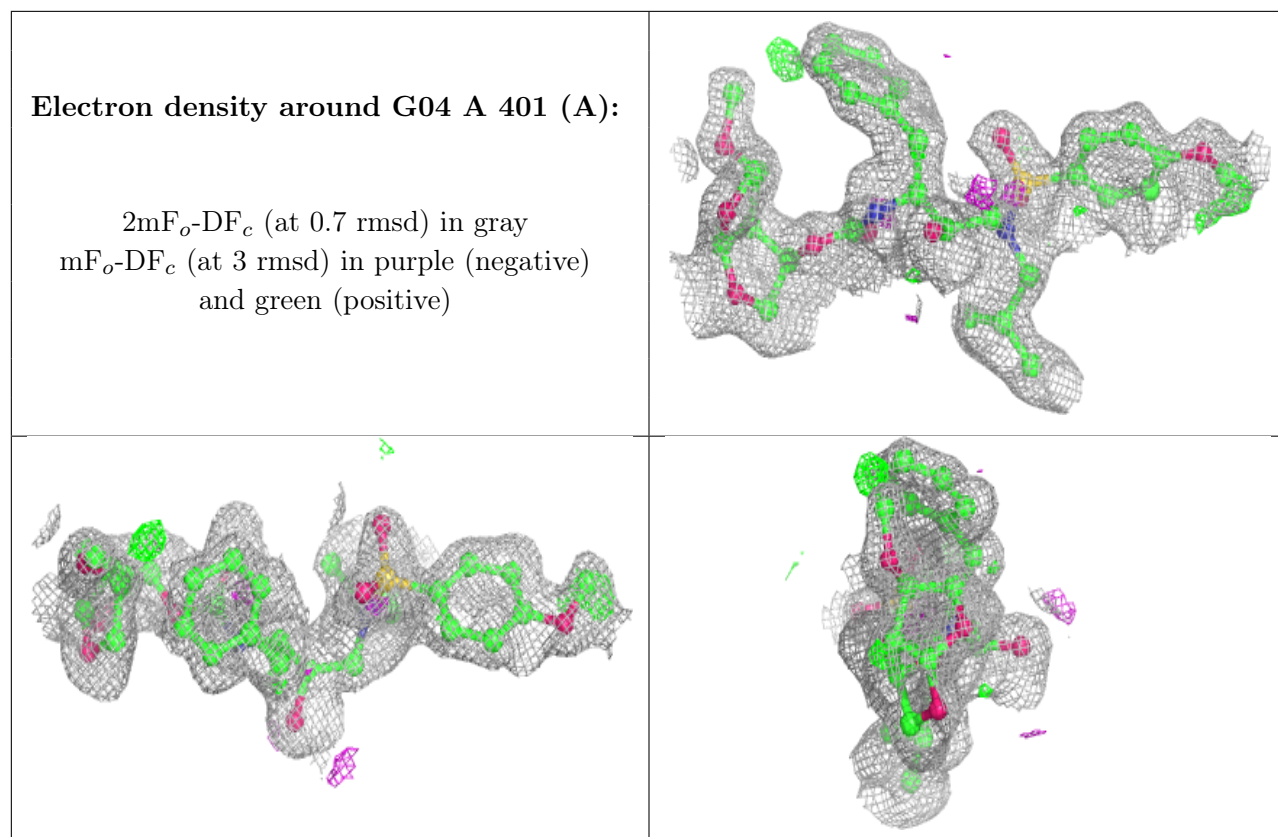 Electron density around G04 A 401 (A):
2mFₒ-DF𝑐 (at 0.7 rmsd) in gray
mFₒ-DF𝑐 (at 3 rmsd) in purple (negative)
and green (positive)